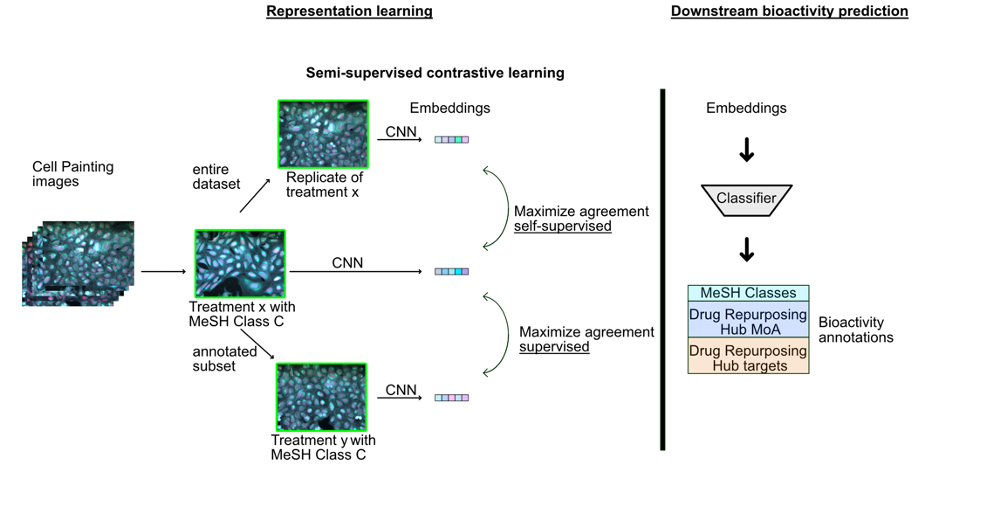 Representation learning
Downstream bioactivity prediction
Semi-supervised contrastive learning
Embeddings
CNN
Cell Painting
images
entire
dataset
Replicate of
treatment x
Maximize agreement
self-supervised
CNN
Treatment x with
MeSH Class C
annotated
subset
Maximize agreement
supervised
CNN
Treatment y with
MeSH Class C
Embeddings
Classifier
MeSH Classes
Drug Repurposing
Hub MoA
Drug Repurposing
Hub targets
Bioactivity
annotations